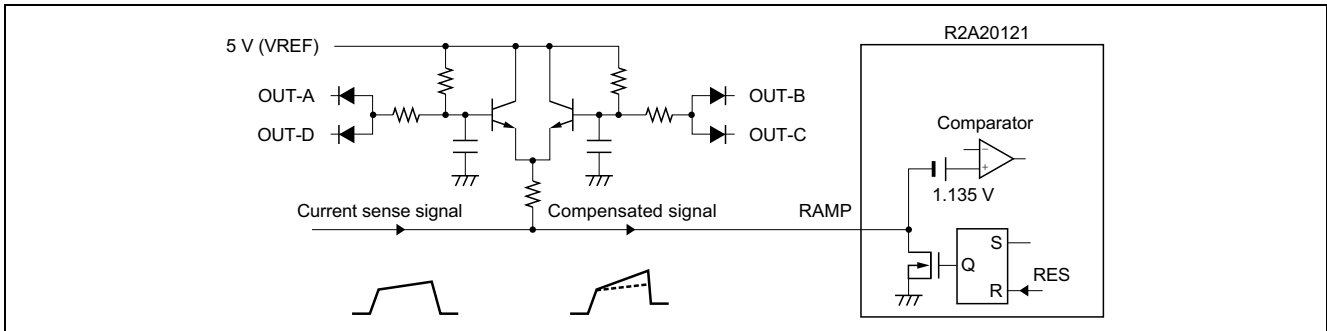 R2A20121
5 V (VREF)
OUT-A
OUT-B
OUT-D
OUT-C
Comparator
−
+
1.135 V
Current sense signal
Compensated signal
RAMP
S
Q
RES
R